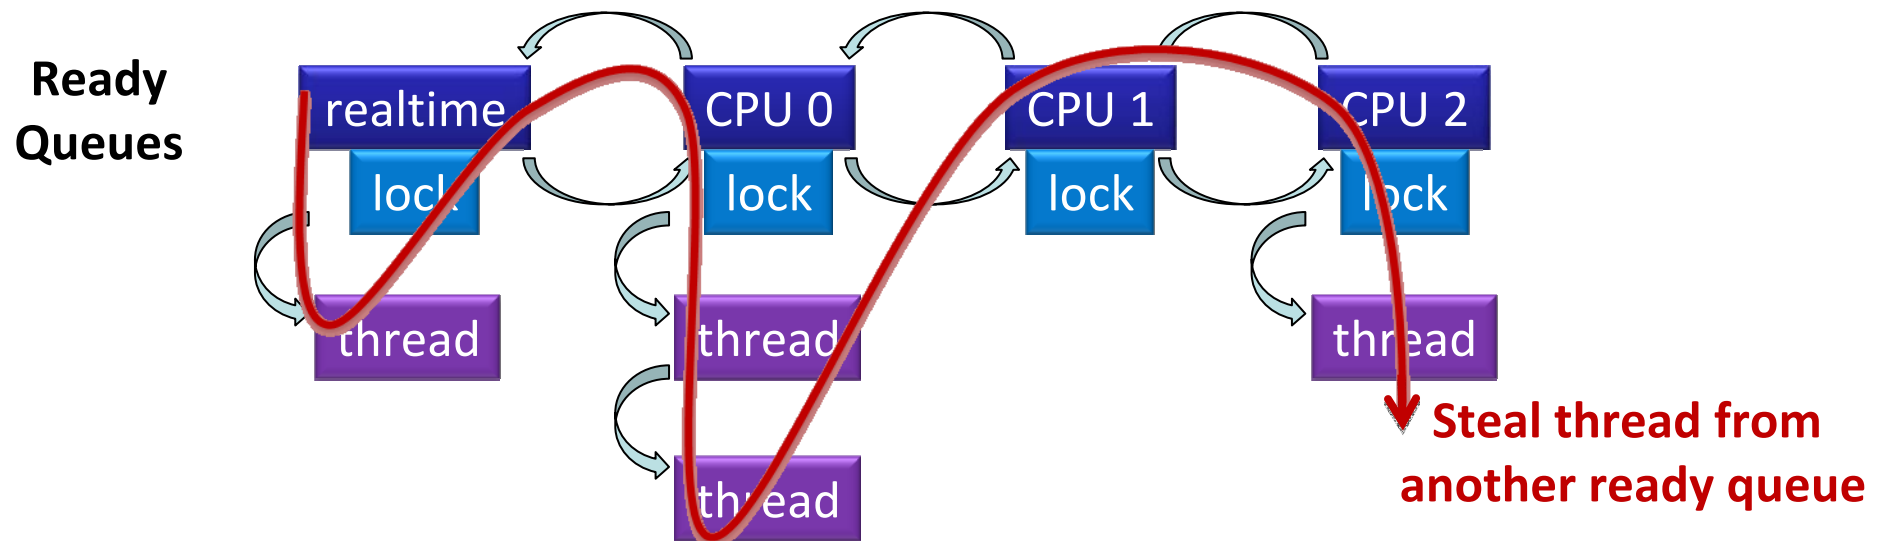 Ready
Queues
realtime
CPU 0
CPU 1
CPU 2
lock
lock
lock
lock
thread
thread
thread
thread
Steal thread from
another ready queue